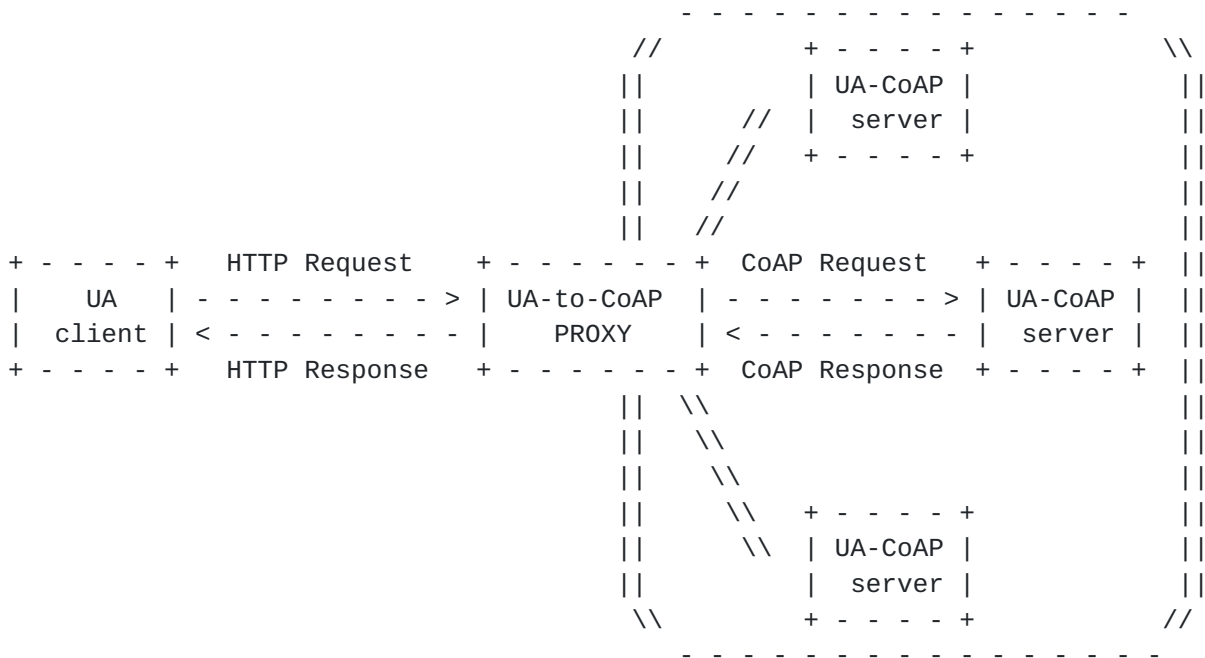 UA-CoAP
server
HTTP Request CoAP Request
UA UA-to-CoAP UA-CoAP
client PROXY server
HTTP Response CoAP Response
UA-CoAP
server